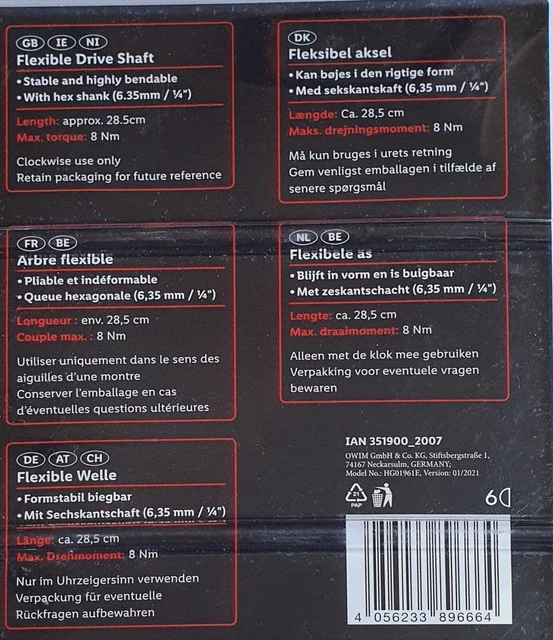 GB IE NI
Flexible Drive Shaft
• Stable and highly bendable
• With hex shank (6.35mm / ¼")
Length: approx. 28.5cm
Max. torque: 8 Nm
Clockwise use only
Retain packaging for future reference
DK
Fleksibel aksel
• Kan bøjes i den rigtige form
• Med sekskantskaft (6,35 mm / ¼")
Længde: Ca. 28,5 cm
Maks. drejningsmoment: 8 Nm
Må kun bruges i urets retning
Gem venligst emballagen i tilfælde af
senere spørgsmål
FR BE
Arbre flexible
• Pliable et indéformable
• Queue hexagonale (6,35 mm / ¼")
Longueur : env. 28,5 cm
Couple max. : 8 Nm
Utiliser uniquement dans le sens des
aiguilles d'une montre
Conserver l'emballage en cas
d'éventuelles questions ultérieures
NL BE
Flexibele as
• Blijft in vorm en is buigbaar
• Met zeskantschacht (6,35 mm / ¼")
Lengte: ca. 28,5 cm
Max. draaimoment: 8 Nm
Alleen met de klok mee gebruiken
Verpakking voor eventuele vragen
bewaren
DE AT CH
Flexible Welle
• Formstabil biegbar
• Mit Sechskantschaft (6,35 mm / ¼")
Länge: ca. 28,5 cm
Max. Drehmoment: 8 Nm
Nur im Uhrzeigersinn verwenden
Verpackung für eventuelle
Rückfragen aufbewahren
IAN 351900_2007
OWIM GmbH & Co. KG, Stiftsbergstraße 1,
74167 Neckarsulm, GERMANY;
Model No.: HG01961E, Version: 01/2021
21
PAP
6
4 056233 896664